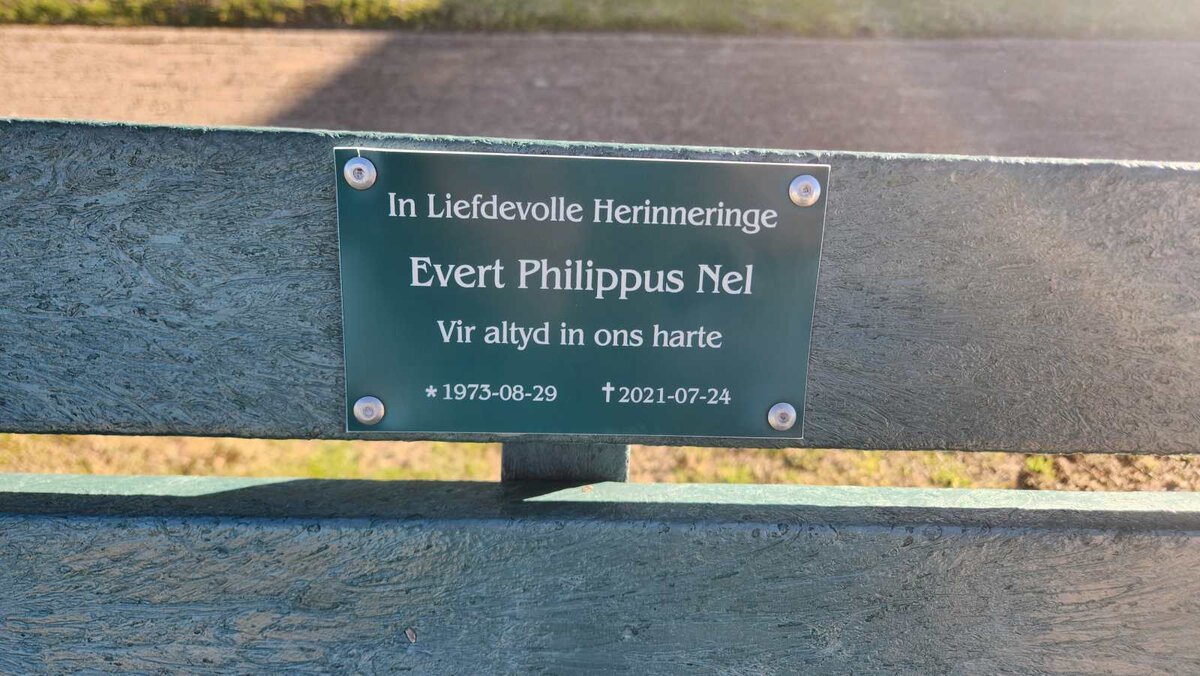 In Liefdevolle Herinneringe
Evert Philippus Nel
Vir altyd in ons harte
* 1973-08-29 ✝ 2021-07-24